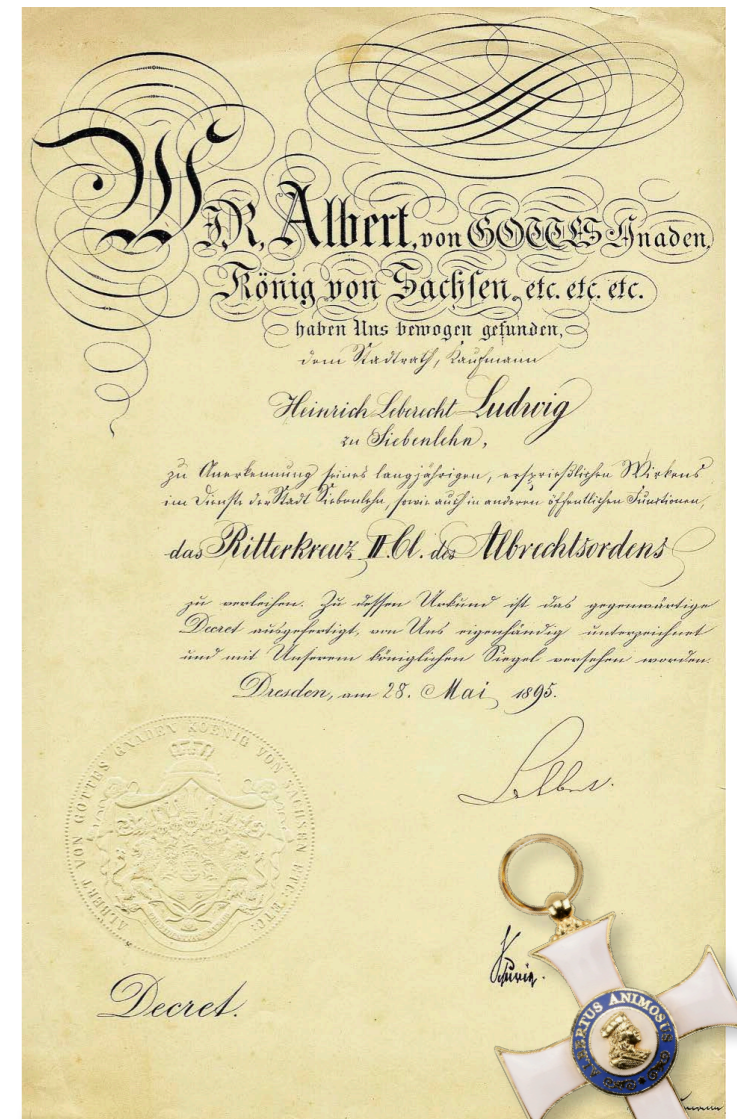 WIR, Albert, von GOTTES Gnaden,
König von Sachsen, etc. etc. etc.
haben Uns bewogen gefunden,
dem Stadtrath, Kaufmann
Heinrich Leberecht Ludwig
zu Siebenlehn,
zu Anerkennung seines langjährigen, ersprießlichen Wirkens
im Dienste der Stadt Siebenlehn, sowie auch in anderen öffentlichen Functionen,
das Ritterkreuz II. Cl. des Albrechtsordens
zu verleihen. Zu dessen Urkund ist das gegenwärtige
Decret ausgefertigt, von Uns eigenhändig unterzeichnet
und mit Unserem königlichen Siegel versehen worden.
Dresden, am 28. Mai 1895.
Albert.
ALBERT VON GOTTES GNADEN KOENIG VON SACHSEN ETC. ETC.
Decret.
ALBERTUS ANIMOSUS